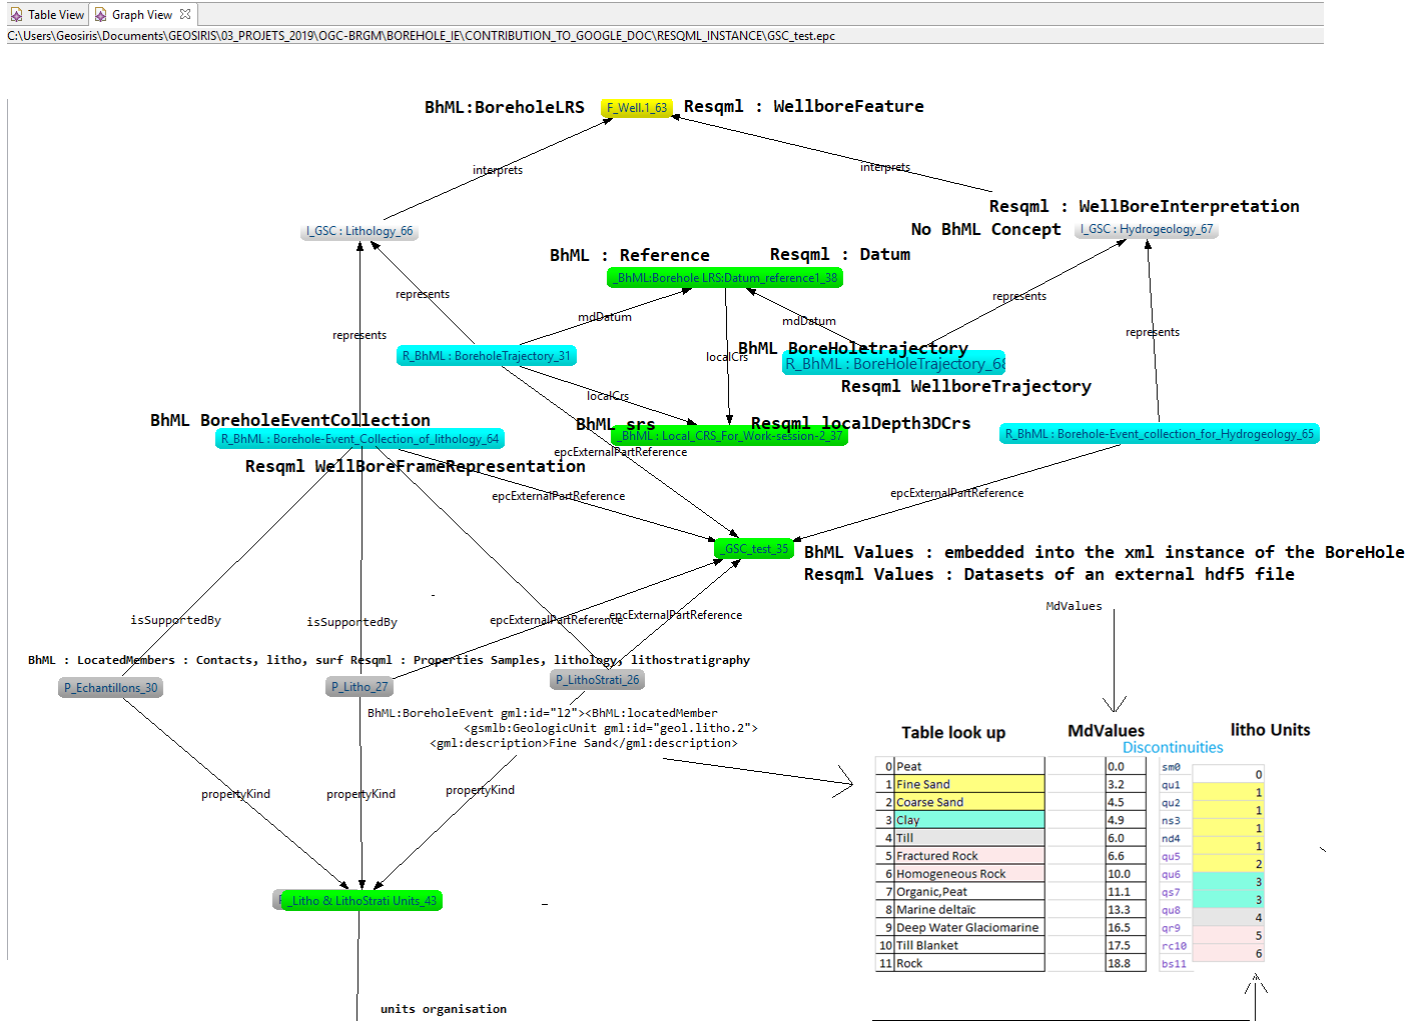 Table View Graph View
C:\Users\Geosiris\Documents\GEOSIRIS\03_PROJETS_2019\OGC-BRGM\BOREHOLE_IE\CONTRIBUTION_TO_GOOGLE_DOC\RESQML_INSTANCE\GSC_test.epc
BhML:BoreholeLRS F_Well.1_63 Resqml : WellboreFeature
interprets interprets
Resqml : WellBoreInterpretation
I_GSC : Lithology_66 No BhML Concept I_GSC : Hydrogeology_67
BhML : Reference Resqml : Datum
_BhML:Borehole LRS:Datum_reference1_38
represents represents
mdDatum mdDatum
represents represents
BhML BoreHoletrajectory
R_BhML : BoreholeTrajectory_31 localCrs R_BhML : BoreHoleTrajectory_68
Resqml WellboreTrajectory
localCrs
BhML BoreholeEventCollection BhML srs Resqml localDepth3DCrs
R_BhML : Borehole-Event_Collection_of_lithology_64 _BhML : Local_CRS_For_Work-session-2_37 R_BhML : Borehole-Event_collection_for_Hydrogeology_65
epcExternalPartReference
Resqml WellBoreFrameRepresentation
epcExternalPartReference epcExternalPartReference
_GSC_test_35 BhML Values : embedded into the xml instance of the BoreHole
Resqml Values : Datasets of an external hdf5 file
MdValues
isSupportedBy isSupportedBy epcExternalPartReference epcExternalPartReference
BhML : LocatedMembers : Contacts, litho, surf Resqml : Properties Samples, lithology, lithostratigraphy
P_Echantillons_30 P_Litho_27 P_LithoStrati_26
BhML:BoreholeEvent gml:id="l2"><BhML:locatedMember
<gsmlb:GeologicUnit gml:id="geol.litho.2">
<gml:description>Fine Sand</gml:description>
Table look up MdValues litho Units
Discontinuities
0 Peat 0.0 sm0 0
1 Fine Sand 3.2 qu1 1
2 Coarse Sand 4.5 qu2 1
3 Clay 4.9 ns3 1
4 Till 6.0 nd4 1
5 Fractured Rock 6.6 qu5 2
6 Homogeneous Rock 10.0 qu6 3
7 Organic,Peat 11.1 qs7 3
8 Marine deltaïc 13.3 qu8 4
9 Deep Water Glaciomarine 16.5 qr9 5
10 Till Blanket 17.5 rc10 6
11 Rock 18.8 bs11
propertyKind propertyKind propertyKind
_Litho & LithoStrati Units_43
units organisation